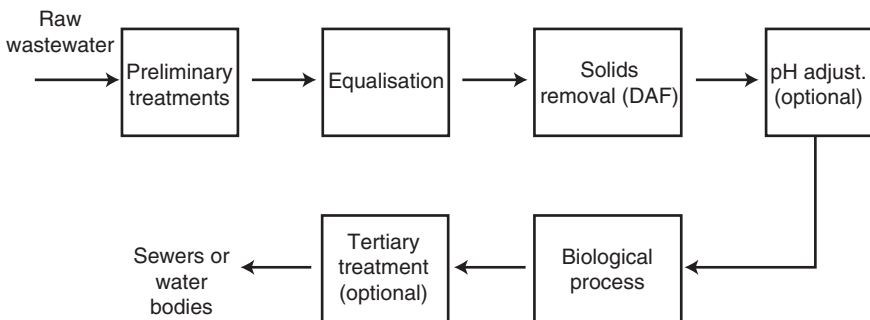 Raw
wastewater
Preliminary
treatments
Equalisation
Solids
removal (DAF)
pH adjust.
(optional)
Biological
process
Tertiary
treatment
(optional)
Sewers or
water
bodies